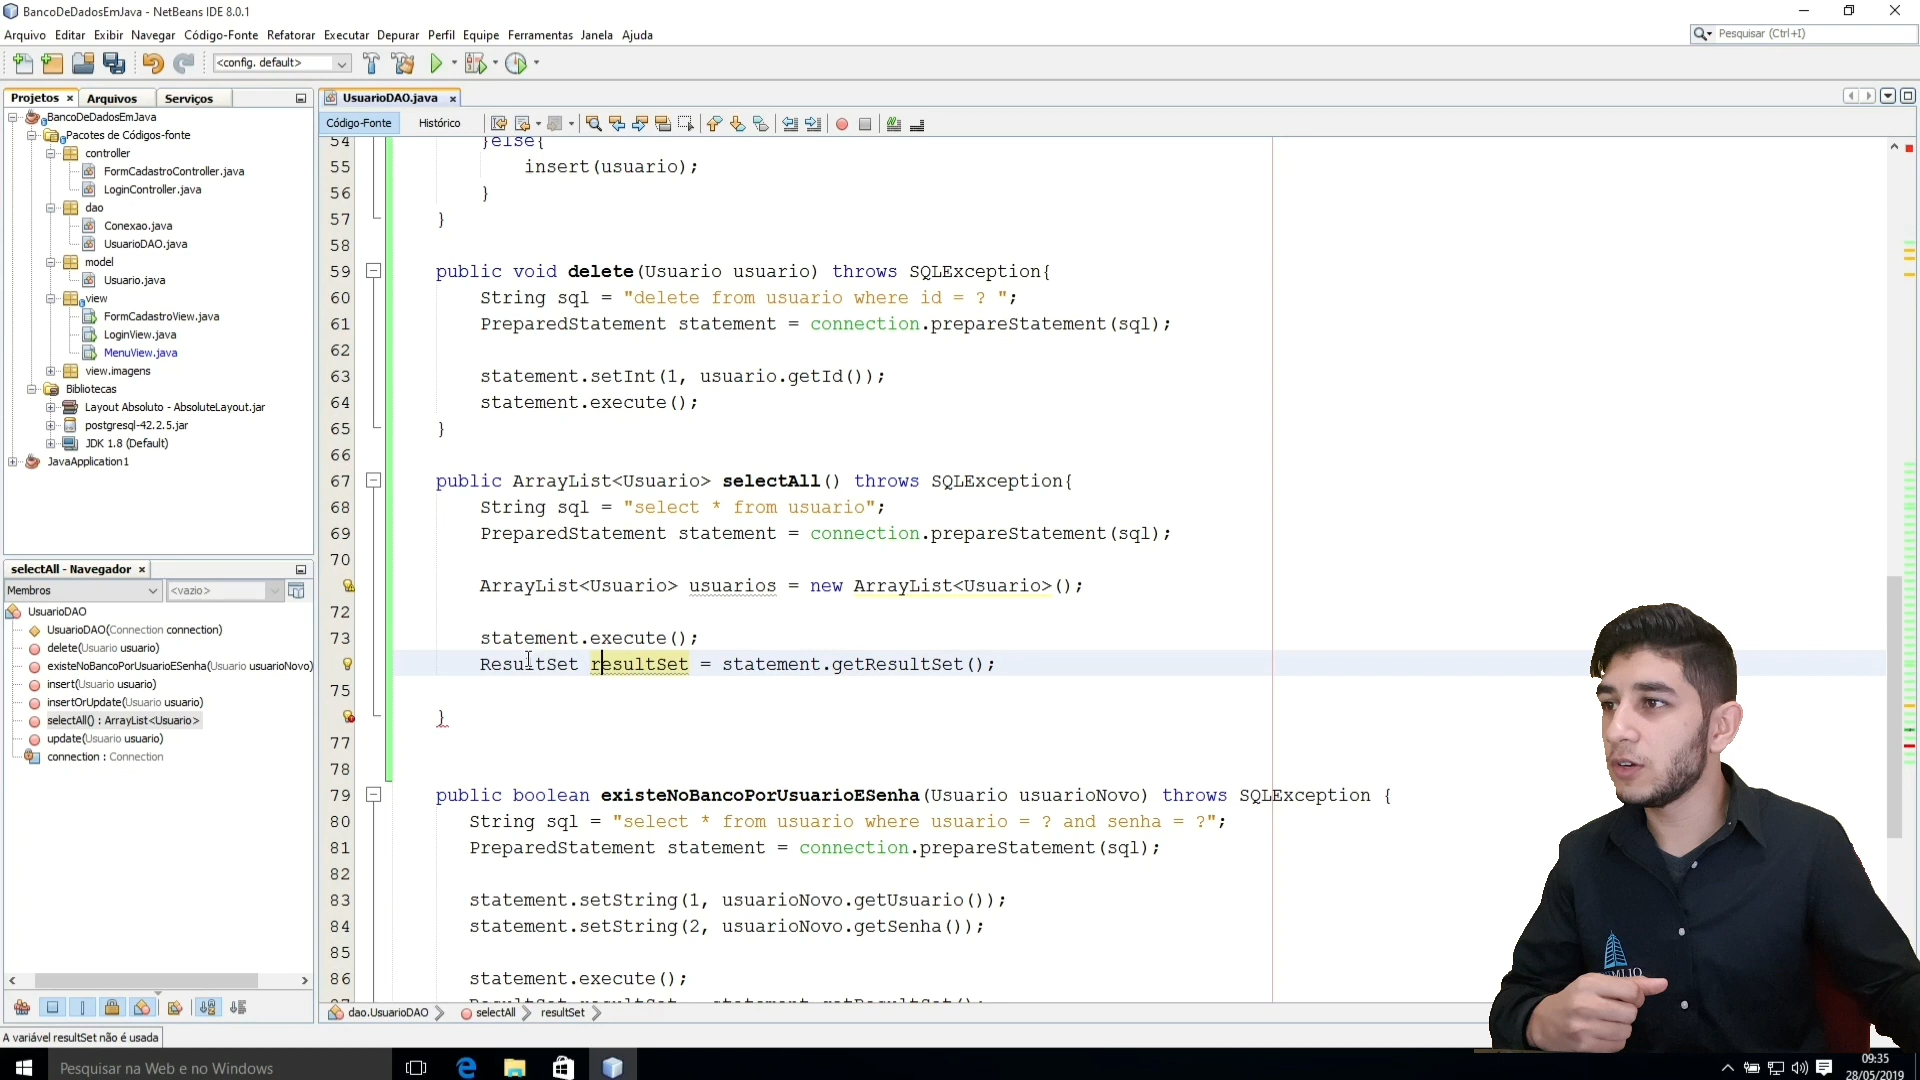 BancoDeDadosEmJava - NetBeans IDE 8.0.1
Arquivo Editar Exibir Navegar Código-Fonte Refatorar Executar Depurar Perfil Equipe Ferramentas Janela Ajuda
Pesquisar (Ctrl+I)
<config. default>
Projetos Arquivos Serviços
UsuarioDAO.java
Código-Fonte Histórico
BancoDeDadosEmJava
Pacotes de Códigos-fonte
controller
FormCadastroController.java
LoginController.java
dao
Conexao.java
UsuarioDAO.java
model
Usuario.java
view
FormCadastroView.java
LoginView.java
MenuView.java
view.imagens
Bibliotecas
Layout Absoluto - AbsoluteLayout.jar
postgresql-42.2.5.jar
JDK 1.8 (Default)
JavaApplication1
selectAll - Navegador
Membros <vazio>
UsuarioDAO
UsuarioDAO(Connection connection)
delete(Usuario usuario)
existeNoBancoPorUsuarioESenha(Usuario usuarioNovo)
insert(Usuario usuario)
insertOrUpdate(Usuario usuario)
selectAll() : ArrayList<Usuario>
update(Usuario usuario)
connection : Connection
54 }else{
55 insert(usuario);
56 }
57 }
58
59 public void delete(Usuario usuario) throws SQLException{
60 String sql = "delete from usuario where id = ? ";
61 PreparedStatement statement = connection.prepareStatement(sql);
62
63 statement.setInt(1, usuario.getId());
64 statement.execute();
65 }
66
67 public ArrayList<Usuario> selectAll() throws SQLException{
68 String sql = "select * from usuario";
69 PreparedStatement statement = connection.prepareStatement(sql);
70
ArrayList<Usuario> usuarios = new ArrayList<Usuario>();
72
73 statement.execute();
ResultSet resultSet = statement.getResultSet();
75
}
77
78
79 public boolean existeNoBancoPorUsuarioESenha(Usuario usuarioNovo) throws SQLException {
80 String sql = "select * from usuario where usuario = ? and senha = ?";
81 PreparedStatement statement = connection.prepareStatement(sql);
82
83 statement.setString(1, usuarioNovo.getUsuario());
84 statement.setString(2, usuarioNovo.getSenha());
85
86 statement.execute();
87 ResultSet resultSet = statement.getResultSet();
dao.UsuarioDAO selectAll resultSet
A variável resultSet não é usada
Pesquisar na Web e no Windows
09:35
28/05/2019